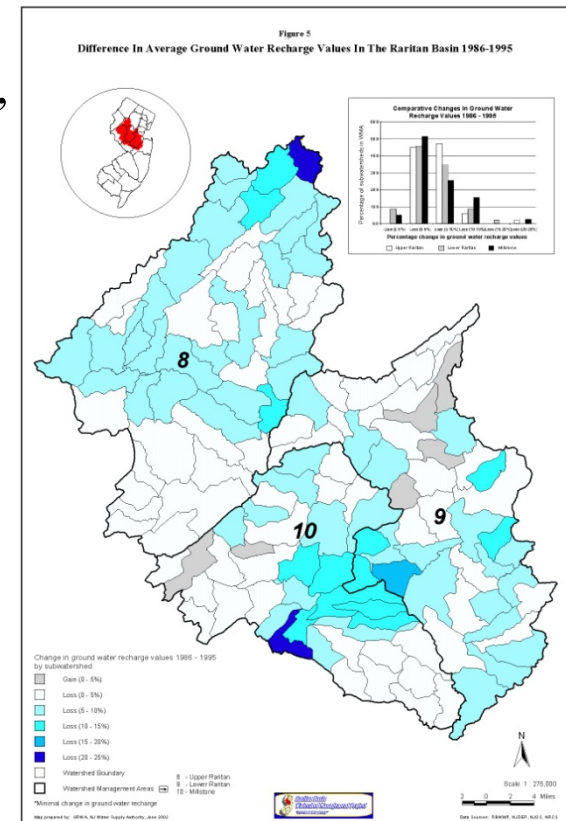 ,
Figure 5
Difference In Average Ground Water Recharge Values In The Raritan Basin 1986-1995
Comparative Changes In Ground Water
Recharge Values 1986 - 1995
Percentage of subwatersheds in WMA
Percentage change in ground water recharge values
Upper Raritan
Lower Raritan
Millstone
8
9
10
Change in ground water recharge values 1986 - 1995
by subwatershed
Gain (0 - 5%)
Loss (0 - 5%)
Loss (5 - 10%)
Loss (10 - 15%)
Loss (15 - 20%)
Loss (20 - 25%)
Watershed Boundary
Watershed Management Areas
8 - Upper Raritan
9 - Lower Raritan
10 - Millstone
*Minimal change in ground water recharge
N
Scale 1 : 275,000
2 0 2 4 Miles